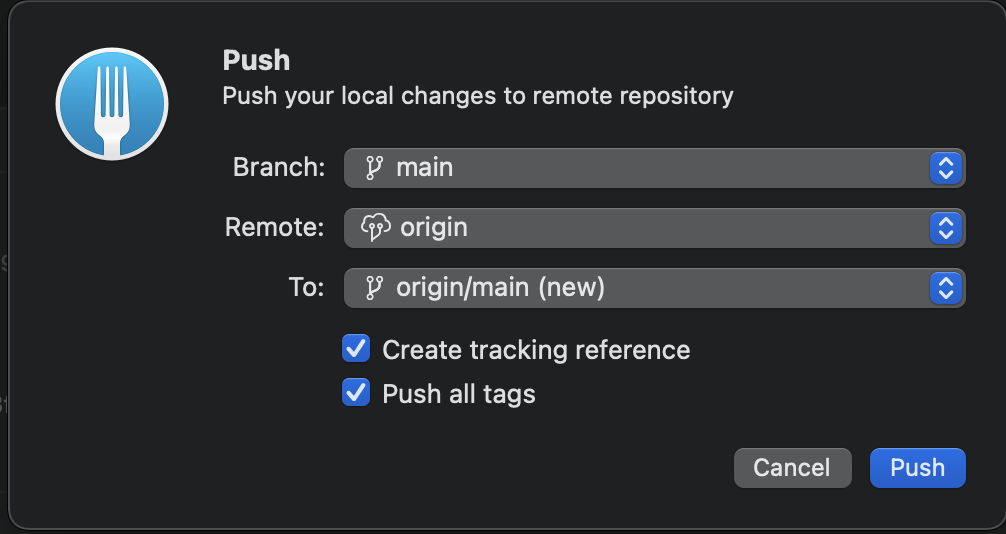 Push
Push your local changes to remote repository
Branch: main
Remote: origin
To: origin/main (new)
Create tracking reference
Push all tags
Cancel Push